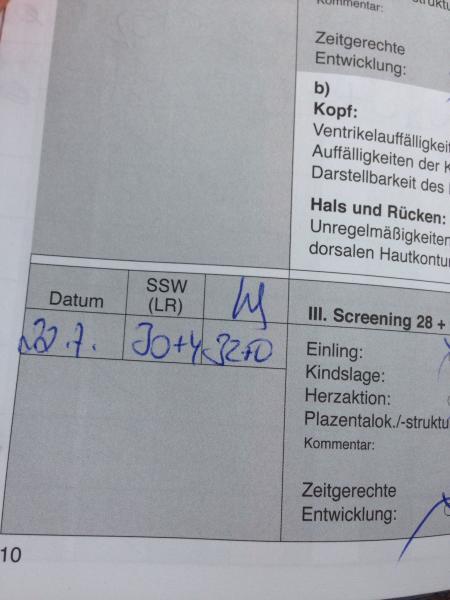 Kommentar:
Zeitgerechte
Entwicklung:
b)
Kopf:
Ventrikelauffälligkei
Auffälligkeiten der K
Darstellbarkeit des
Hals und Rücken:
Unregelmäßigkeiten
dorsalen Hautkontu
Datum
SSW
(LR)
20.7.
30+4
32+0
III. Screening 28 +
Einling:
Kindslage:
Herzaktion:
Plazentalok./-struktu
Kommentar:
Zeitgerechte
Entwicklung:
10